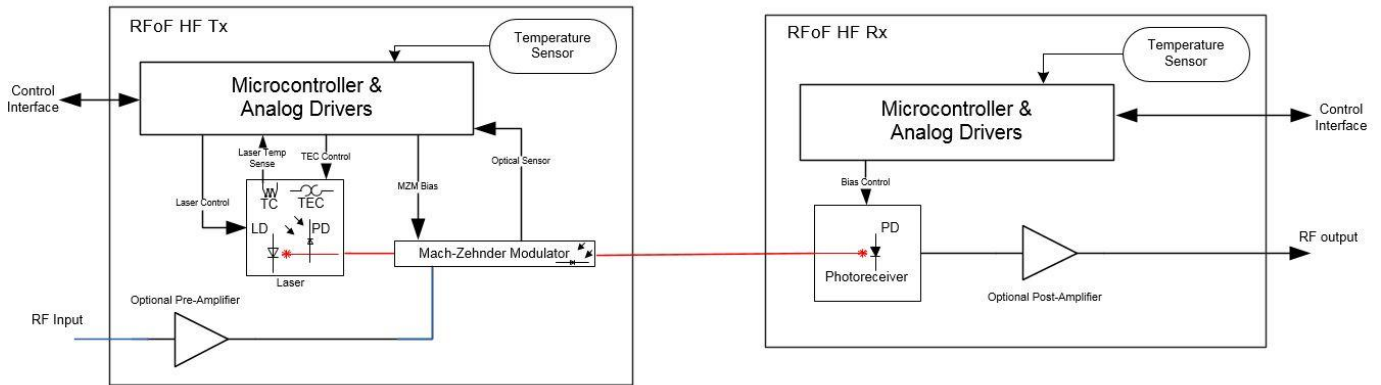 RFoF HF Tx
Temperature
Sensor
Microcontroller &
Analog Drivers
Control
Interface
Laser Temp
Sense
TEC Control
Optical Sensor
MZM Bias
Laser Control
TC
TEC
LD
PD
Mach-Zehnder Modulator
Laser
Optional Pre-Amplifier
RF Input
RFoF HF Rx
Temperature
Sensor
Microcontroller &
Analog Drivers
Control
Interface
Bias Control
PD
Photoreceiver
RF output
Optional Post-Amplifier